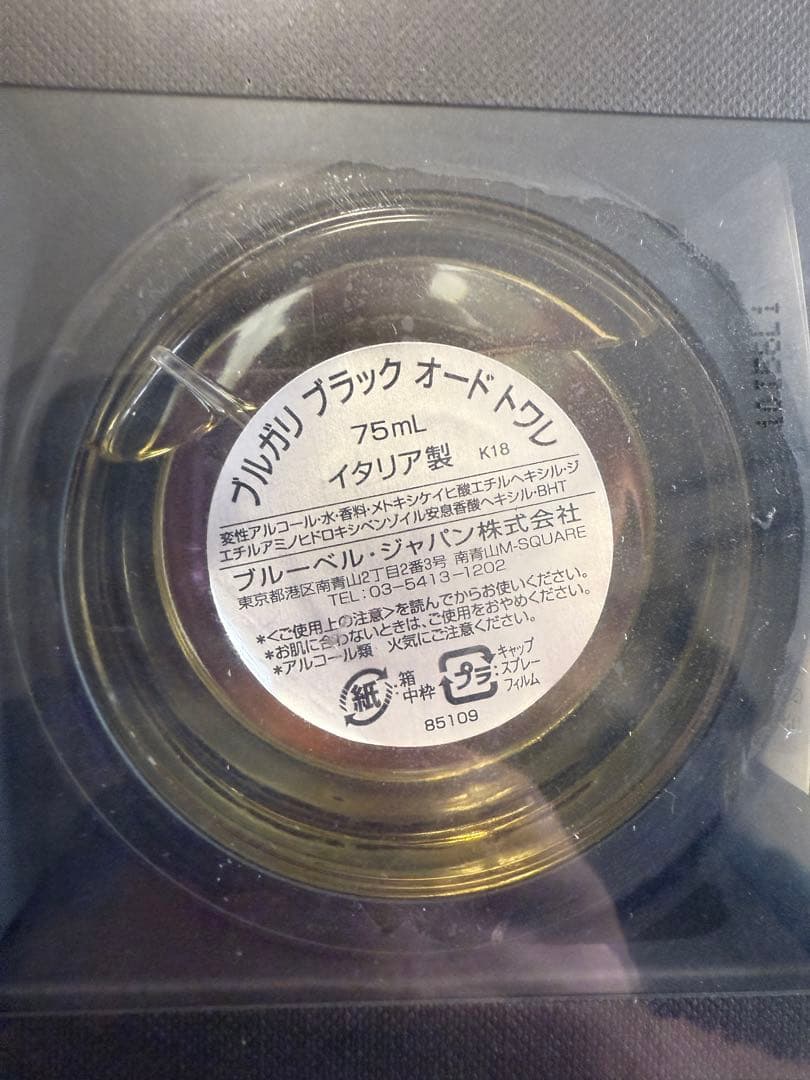 ブルガリ ブラック オード トワレ
75mL
イタリア製 K18
変性アルコール・水・香料・メトキシケイヒ酸エチルヘキシル・ジ
エチルアミノヒドロキシベンゾイル安息香酸ヘキシル・BHT
ブルーベル・ジャパン株式会社
東京都港区南青山2丁目2番3号 南青山M-SQUARE
TEL:03-5413-1202
*<ご使用上の注意>を読んでからお使いください。
*お肌に合わないときは、ご使用をおやめください。
*アルコール類 火気にご注意ください。
紙 :箱 プラ :キャップ
中枠 スプレー
フィルム
85109